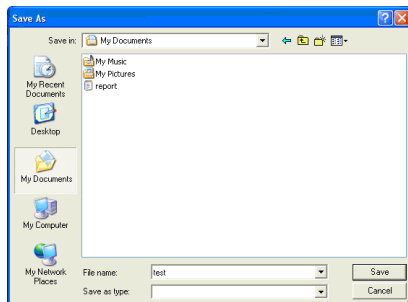 Save As
Save in:
My Documents
My Recent
Documents
Desktop
My Documents
My Computer
My Network
Places
My Music
My Pictures
report
File name:
test
Save
Save as type:
Cancel